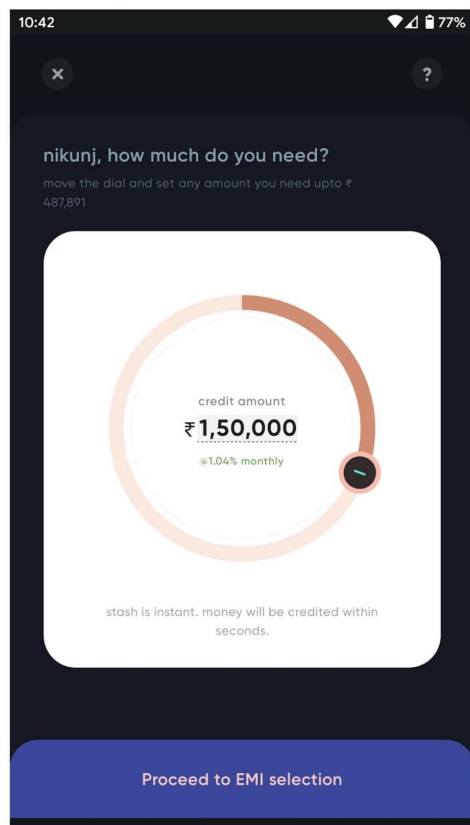 10:42
77%
?
nikunj, how much do you need?
move the dial and set any amount you need upto ₹
487,891
credit amount
₹1,50,000
@1.04% monthly
stash is instant. money will be credited within
seconds.
Proceed to EMI selection